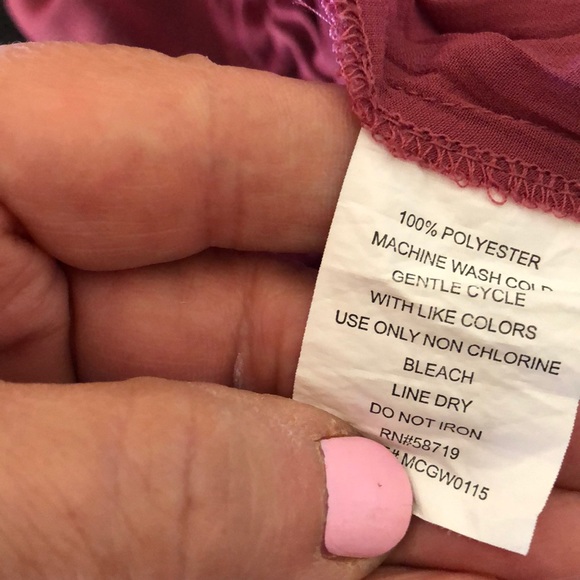 100% POLYESTER
MACHINE WASH COLD
GENTLE CYCLE
WITH LIKE COLORS
USE ONLY NON CHLORINE
BLEACH
LINE DRY
DO NOT IRON
RN#58719
# MCGW0115